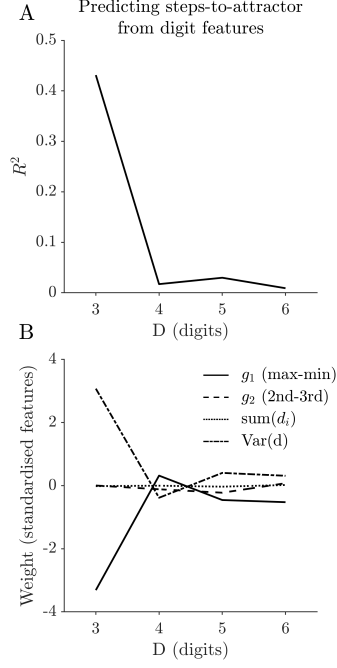 A
Predicting steps-to-attractor
from digit features
0.5
0.4
0.3
0.2
0.1
0
R²
3 4 5 6
D (digits)
B
4
2
0
-2
-4
Weight (standardised features)
g₁ (max-min)
g₂ (2nd-3rd)
sum(dᵢ)
Var(d)
3 4 5 6
D (digits)